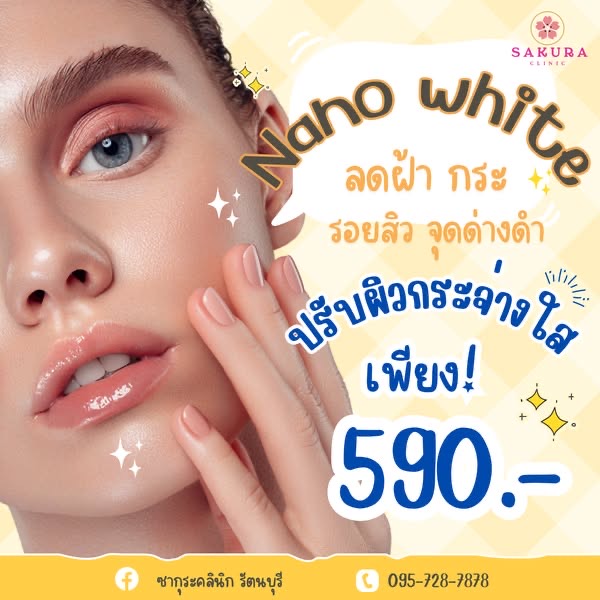 SAKURA
CLINIC
Nano white
ลดฝ้า กระ
รอยสิว จุดด่างดำ
ปรับผิวกระจ่างใส
เพียง!
590.-
ซากุระคลินิก รัตนบุรี
095-728-7878